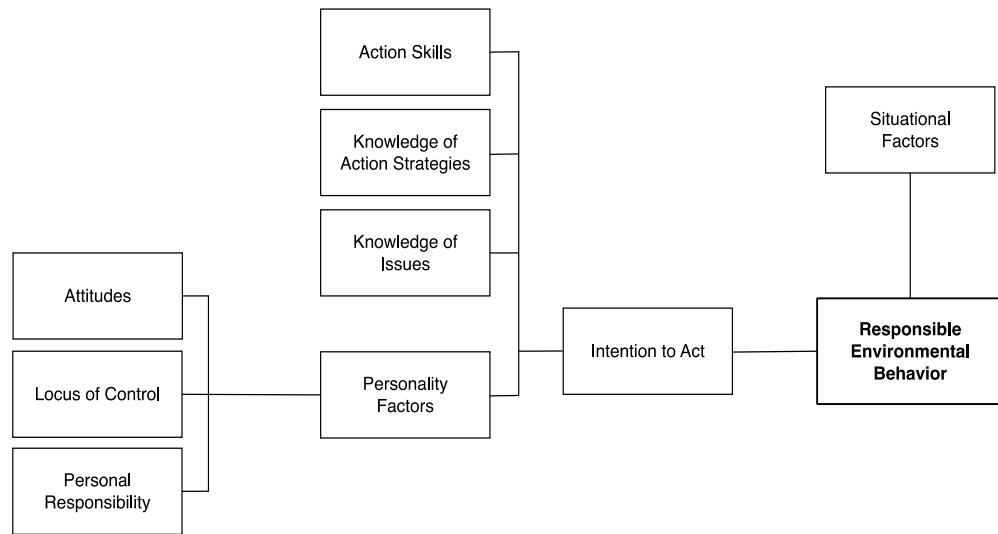 Action Skills
Knowledge of
Action Strategies
Knowledge of
Issues
Attitudes
Locus of Control
Personal
Responsibility
Personality
Factors
Intention to Act
Situational
Factors
Responsible
Environmental
Behavior